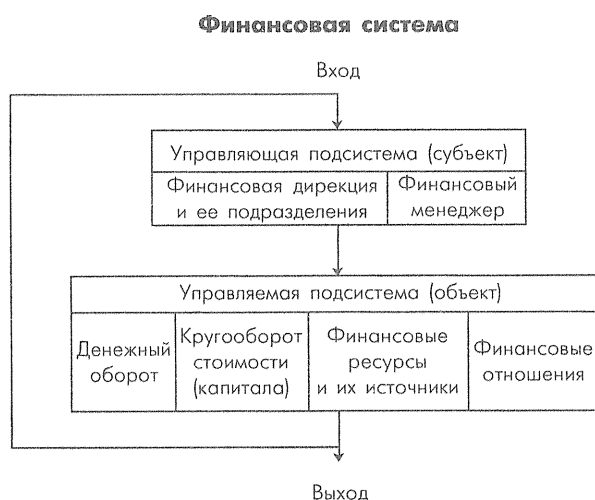 Финансовая система
Вход
Управляющая подсистема (субъект)
Финансовая дирекция
и ее подразделения
Финансовый
менеджер
Управляемая подсистема (объект)
Денежный
оборот
Кругооборот
стоимости
(капитала)
Финансовые
ресурсы
и их источники
Финансовые
отношения
Выход